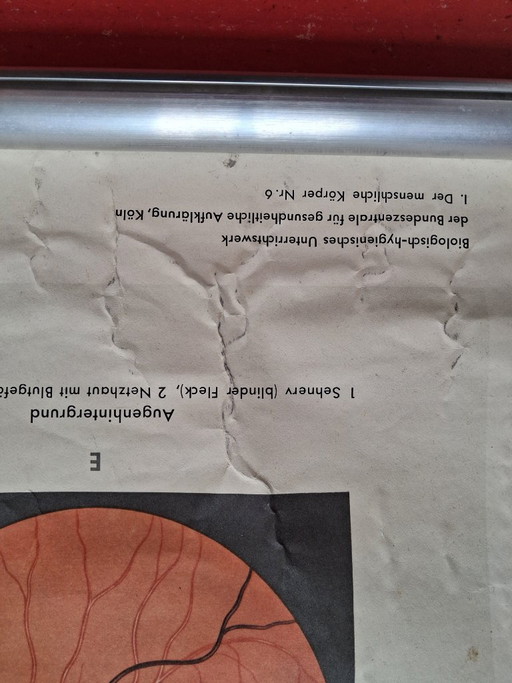 E
Augenhintergrund
1 Sehnerv (blinder Fleck), 2 Netzhaut mit Blutgefä
Biologisch-hygienisches Unterrichtswerk
der Bundeszentrale für gesundheitliche Aufklärung, Köln
I. Der menschliche Körper Nr. 6